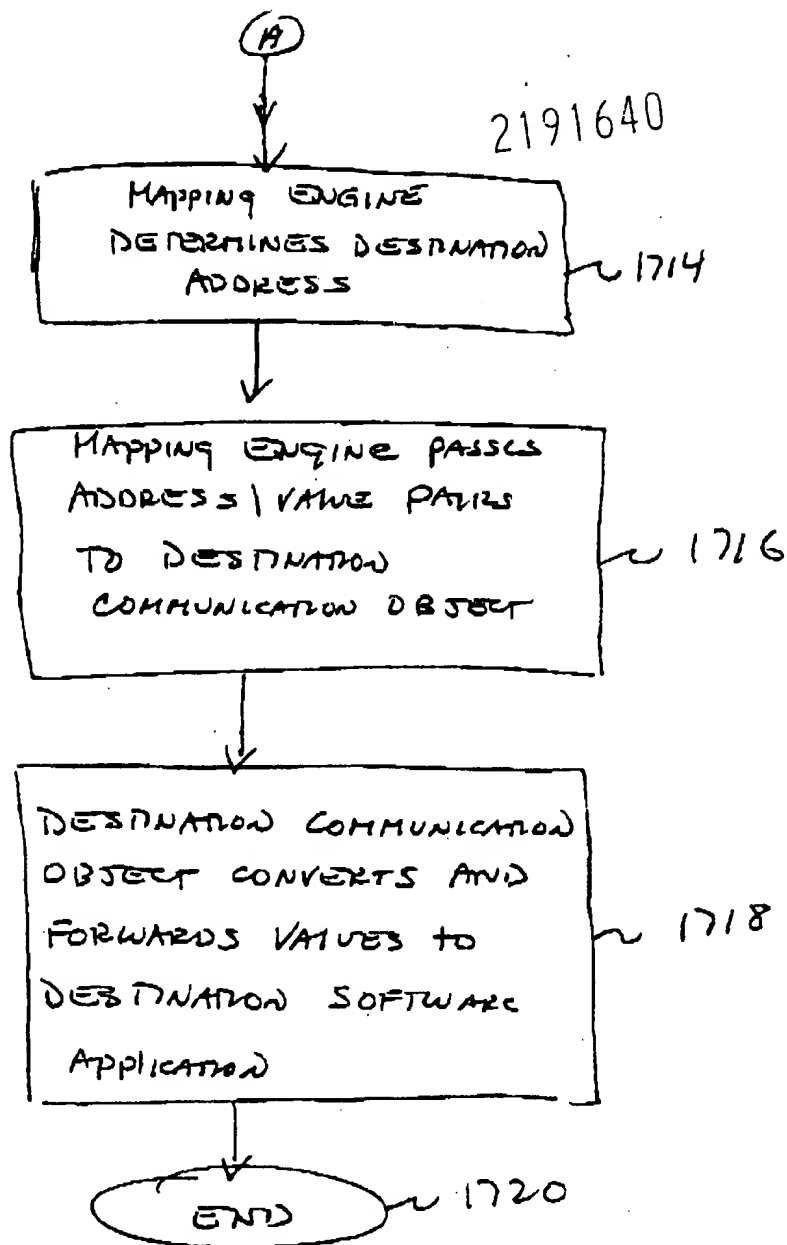 A
2191640
MAPPING ENGINE
DETERMINES DESTINATION
ADDRESS
1714
MAPPING ENGINE PASSES
ADDRESS \ VALUE PAIRS
TO DESTINATION
COMMUNICATION OBJECT
1716
DESTINATION COMMUNICATION
OBJECT CONVERTS AND
FORWARDS VALUES TO
DESTINATION SOFTWARE
APPLICATION
1718
END
1720